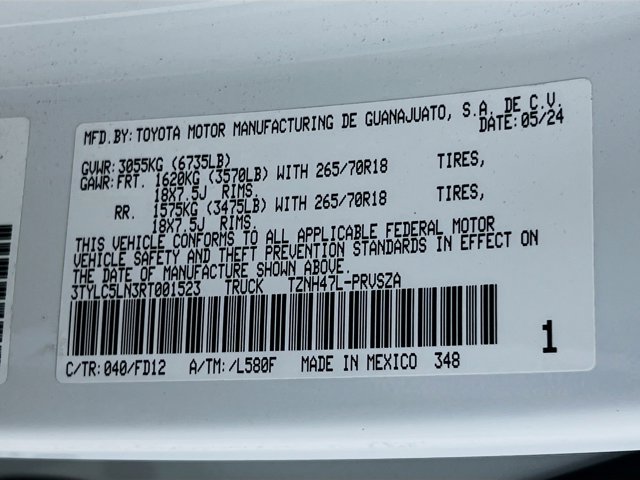 MFD.BY: TOYOTA MOTOR MANUFACTURING DE GUANAJUATO, S.A. DE C.V.
DATE: 05/24
GVWR: 3055KG (6735LB)
GAWR: FRT. 1620KG (3570LB) WITH 265/70R18 TIRES,
18X7.5J RIMS.
RR. 1575KG (3475LB) WITH 265/70R18 TIRES,
18X7.5J RIMS.
THIS VEHICLE CONFORMS TO ALL APPLICABLE FEDERAL MOTOR
VEHICLE SAFETY AND THEFT PREVENTION STANDARDS IN EFFECT ON
THE DATE OF MANUFACTURE SHOWN ABOVE.
3TYLC5LN3RT001523 TRUCK TZNH47L-PRVSZA
1
C/TR: 040/FD12 A/TM: /L580F MADE IN MEXICO 348